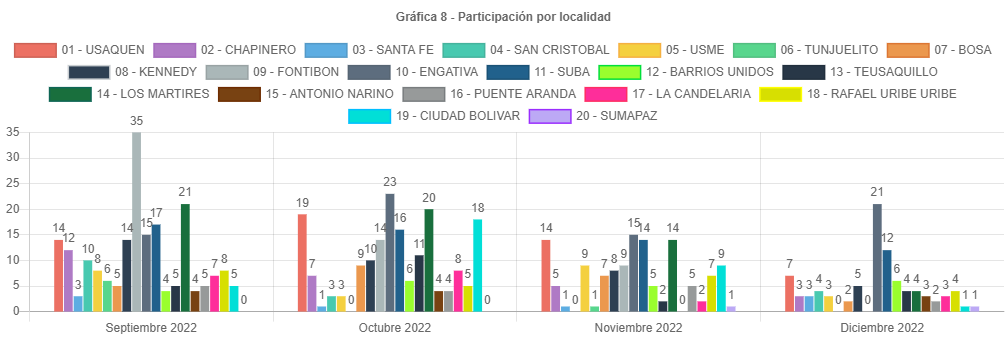 Gráfica 8 - Participación por localidad
01 - USAQUEN 02 - CHAPINERO 03 - SANTA FE 04 - SAN CRISTOBAL 05 - USME 06 - TUNJUELITO 07 - BOSA
08 - KENNEDY 09 - FONTIBON 10 - ENGATIVA 11 - SUBA 12 - BARRIOS UNIDOS 13 - TEUSAQUILLO
14 - LOS MARTIRES 15 - ANTONIO NARINO 16 - PUENTE ARANDA 17 - LA CANDELARIA 18 - RAFAEL URIBE URIBE
19 - CIUDAD BOLIVAR 20 - SUMAPAZ
35
30
25
20
15
10
5
0
14 12 3 10 8 6 5 14 35 15 17 4 5 21 4 5 7 8 5 0
19 7 1 3 3 0 9 10 14 23 16 6 11 20 4 4 8 5 18 0
14 5 1 0 9 1 7 8 9 15 14 5 2 14 0 5 2 7 9 1
7 3 3 4 3 0 2 5 0 21 12 6 4 4 3 2 3 4 1 1
Septiembre 2022 Octubre 2022 Noviembre 2022 Diciembre 2022